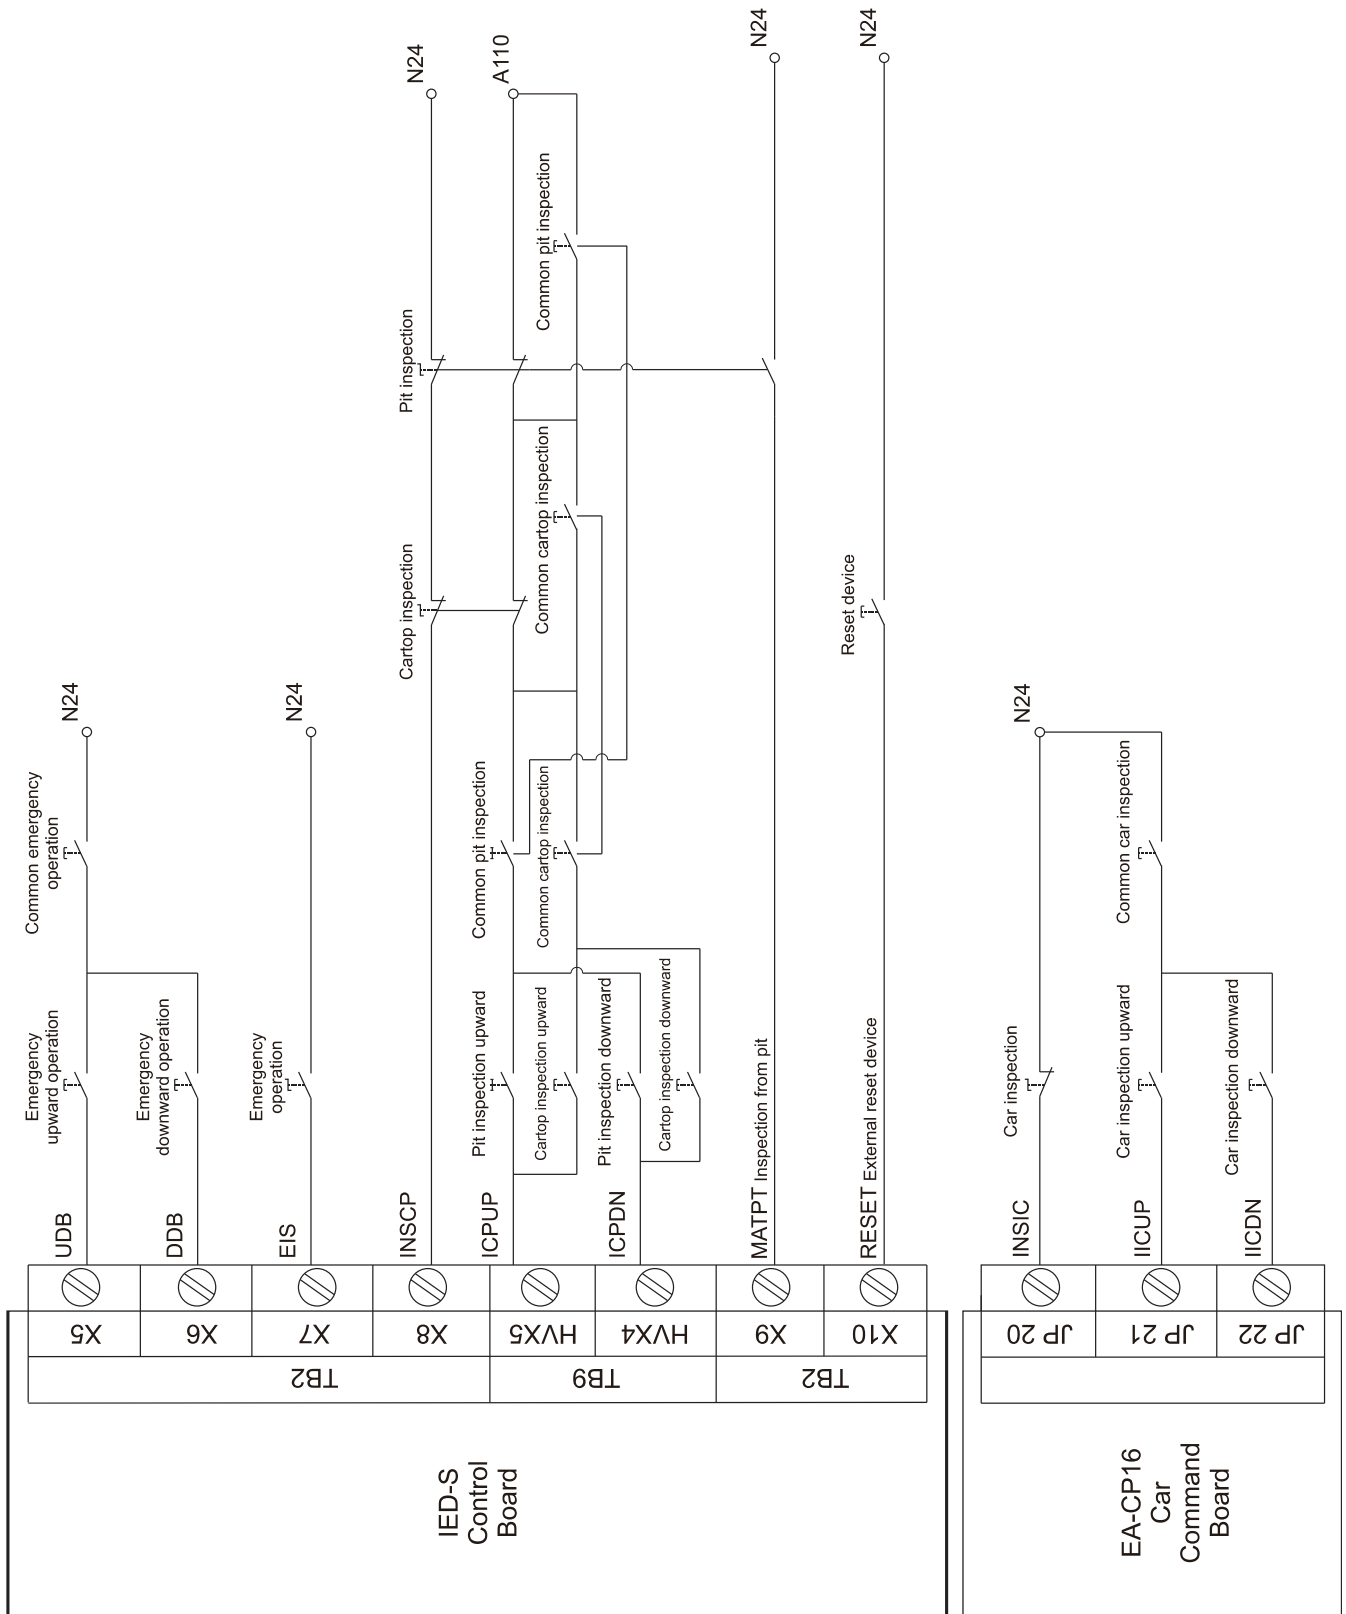 N24
N24
N24
A110
Common pit inspection
Pit inspection
Common cartop inspection
Cartop inspection
Reset device
N24
N24
N24
Common emergency
operation
Common pit inspection
Common cartop inspection
Common car inspection
Emergency
upward operation
Emergency
downward operation
Emergency
operation
Pit inspection upward
Cartop inspection upward
Pit inspection downward
Cartop inspection downward
Car inspection
Car inspection upward
Car inspection downward
UDB
DDB
EIS
INSCP
ICPUP
ICPDN
MATPT Inspection from pit
RESET External reset device
INSIC
IICUP
IICDN
X5
X6
X7
X8
HVX5
HVX4
X9
X10
JP 20
JP 21
JP 22
TB2
TB9
TB2
IED-S
Control
Board
EA-CP16
Car
Command
Board